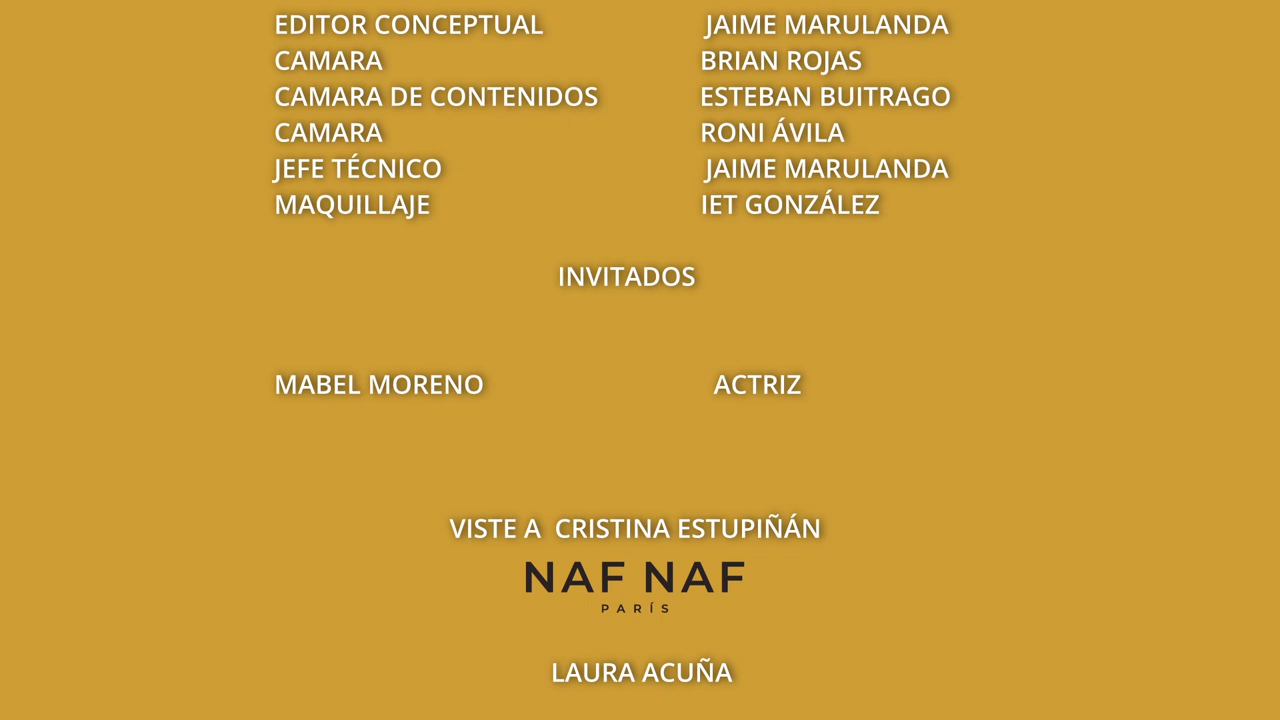 EDITOR CONCEPTUAL JAIME MARULANDA
CAMARA BRIAN ROJAS
CAMARA DE CONTENIDOS ESTEBAN BUITRAGO
CAMARA RONI ÁVILA
JEFE TÉCNICO JAIME MARULANDA
MAQUILLAJE IET GONZÁLEZ
INVITADOS
MABEL MORENO ACTRIZ
VISTE A CRISTINA ESTUPIÑÁN
NAF NAF
PARÍS
LAURA ACUÑA